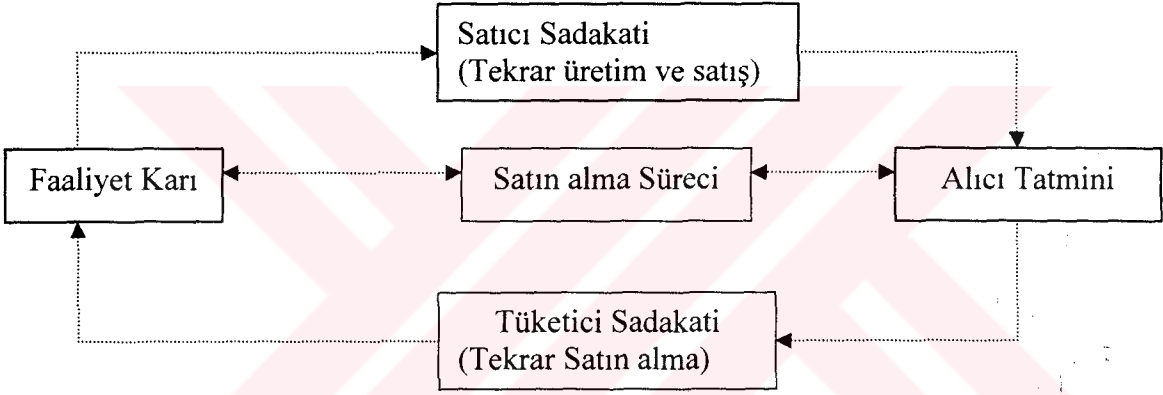 Satıcı Sadakati
(Tekrar üretim ve satış)
Faaliyet Karı
Satın alma Süreci
Alıcı Tatmini
Tüketici Sadakati
(Tekrar Satın alma)